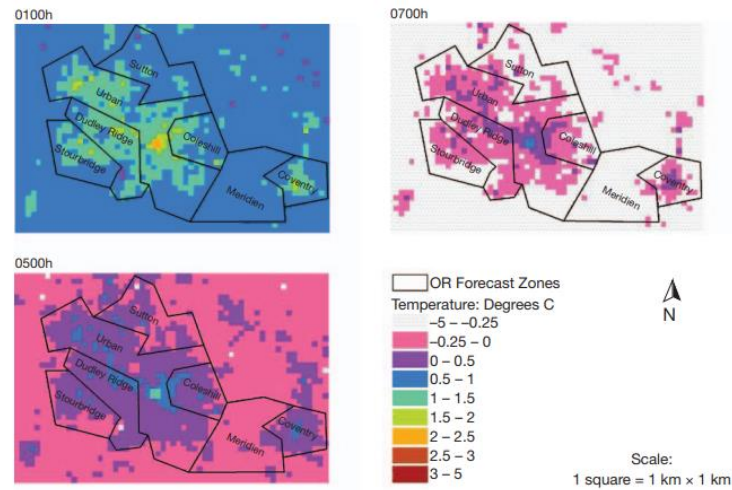 0100h
Sutton
Urban
Dudley Ridge
Stourbridge
Coleshill
Meridien
Coventry
0700h
Sutton
Urban
Dudley Ridge
Stourbridge
Coleshill
Meridien
Coventry
0500h
Sutton
Urban
Dudley Ridge
Stourbridge
Coleshill
Meridien
Coventry
OR Forecast Zones
Temperature: Degrees C
–5 – –0.25
–0.25 – 0
0 – 0.5
0.5 – 1
1 – 1.5
1.5 – 2
2 – 2.5
2.5 – 3
3 – 5
N
Scale:
1 square = 1 km × 1 km